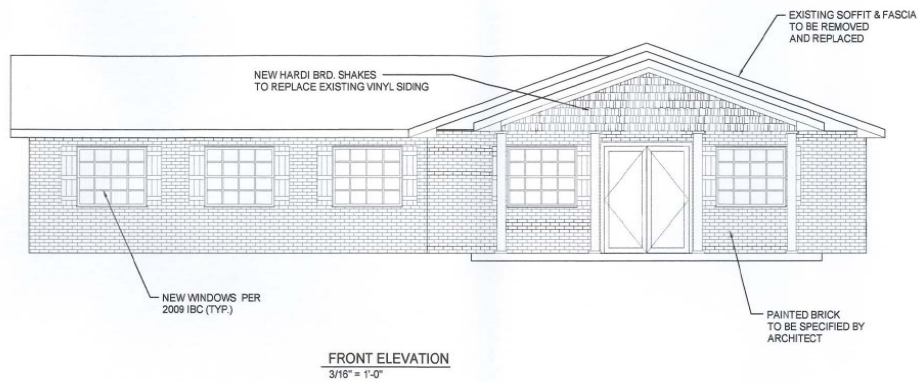 EXISTING SOFFIT & FASCIA
TO BE REMOVED
AND REPLACED
NEW HARDI BRD. SHAKES
TO REPLACE EXISTING VINYL SIDING
NEW WINDOWS PER
2009 IBC (TYP.)
PAINTED BRICK
TO BE SPECIFIED BY
ARCHITECT
FRONT ELEVATION
3/16" = 1'-0"